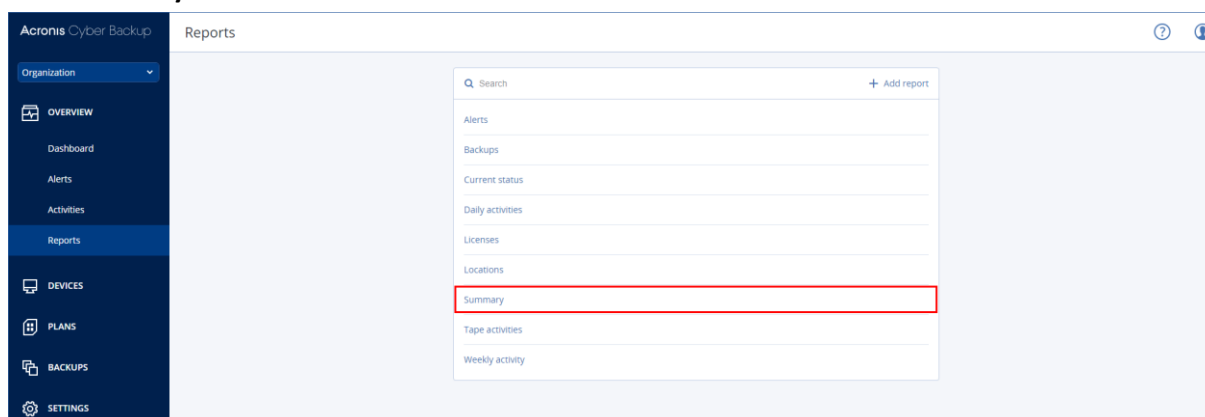 Acronis Cyber Backup
Reports
Organization
Search
+ Add report
OVERVIEW
Dashboard
Alerts
Activities
Reports
DEVICES
PLANS
BACKUPS
SETTINGS
Alerts
Backups
Current status
Daily activities
Licenses
Locations
Summary
Tape activities
Weekly activity